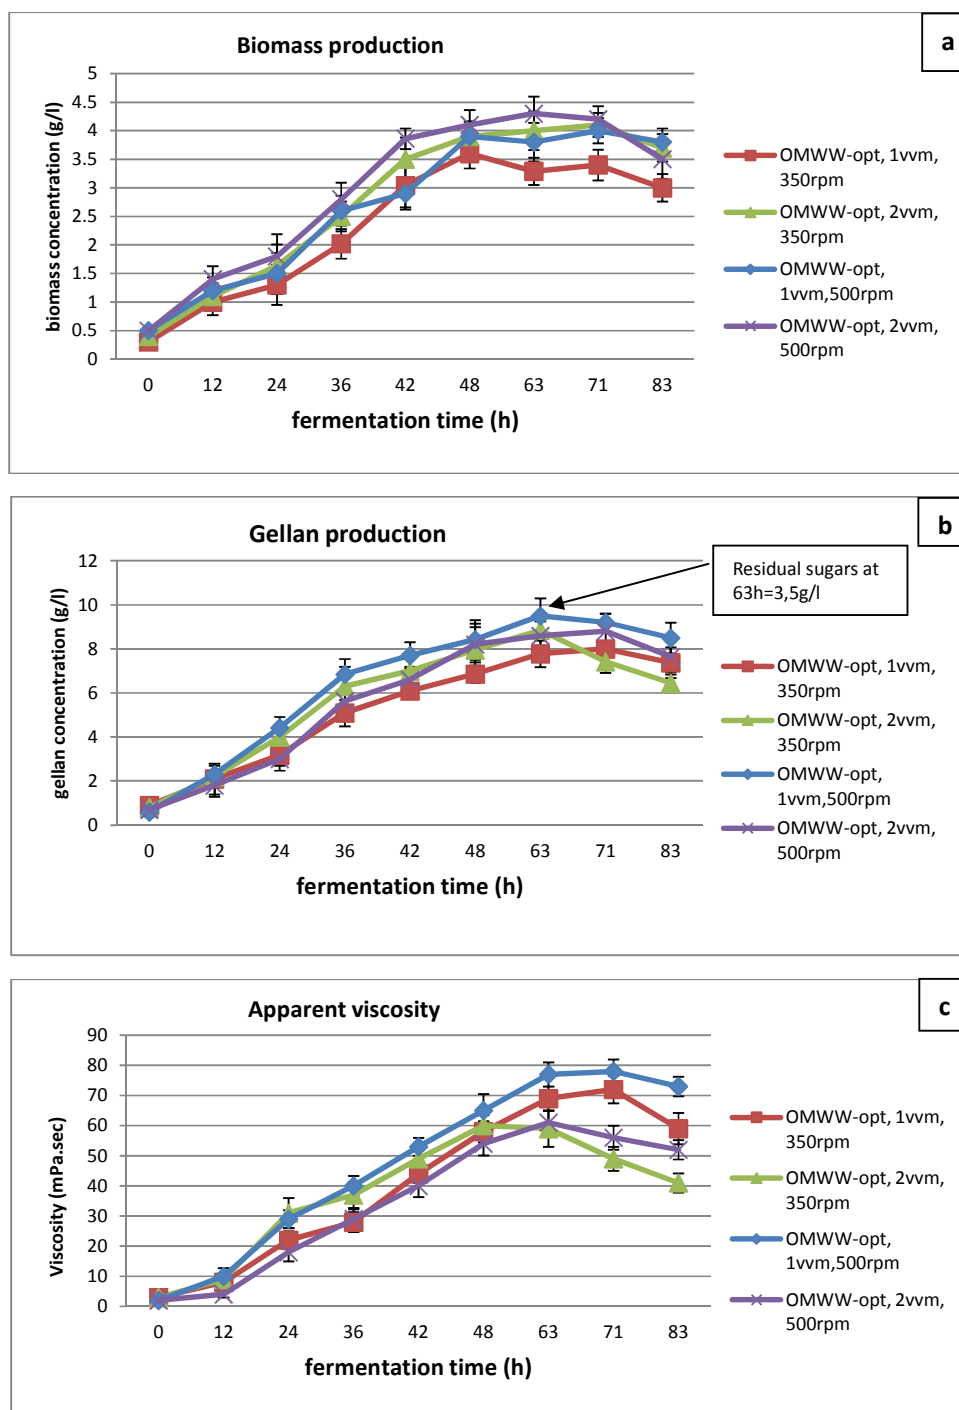 Biomass production
a
5
4.5
4
3.5
3
2.5
2
1.5
1
0.5
0
biomass concentration (g/l)
0 12 24 36 42 48 63 71 83
fermentation time (h)
OMWW-opt, 1vvm,
350rpm
OMWW-opt, 2vvm,
350rpm
OMWW-opt,
1vvm,500rpm
OMWW-opt, 2vvm,
500rpm
Gellan production
b
Residual sugars at
63h=3,5g/l
12
10
8
6
4
2
0
gellan concentration (g/l)
0 12 24 36 42 48 63 71 83
fermentation time (h)
OMWW-opt, 1vvm,
350rpm
OMWW-opt, 2vvm,
350rpm
OMWW-opt,
1vvm,500rpm
OMWW-opt, 2vvm,
500rpm
Apparent viscosity
c
90
80
70
60
50
40
30
20
10
0
Viscosity (mPa.sec)
0 12 24 36 42 48 63 71 83
fermentation time (h)
OMWW-opt, 1vvm,
350rpm
OMWW-opt, 2vvm,
350rpm
OMWW-opt,
1vvm,500rpm
OMWW-opt, 2vvm,
500rpm